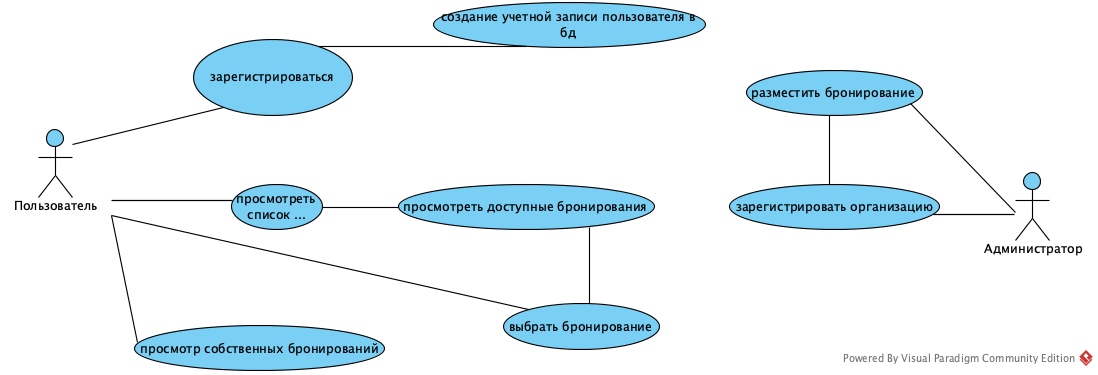 создание учетной записи пользователя в
бд
зарегистрироваться
разместить бронирование
Пользователь
просмотреть
список ...
просмотреть доступные бронирования
зарегистрировать организацию
Администратор
выбрать бронирование
просмотр собственных бронирований
Powered By Visual Paradigm Community Edition